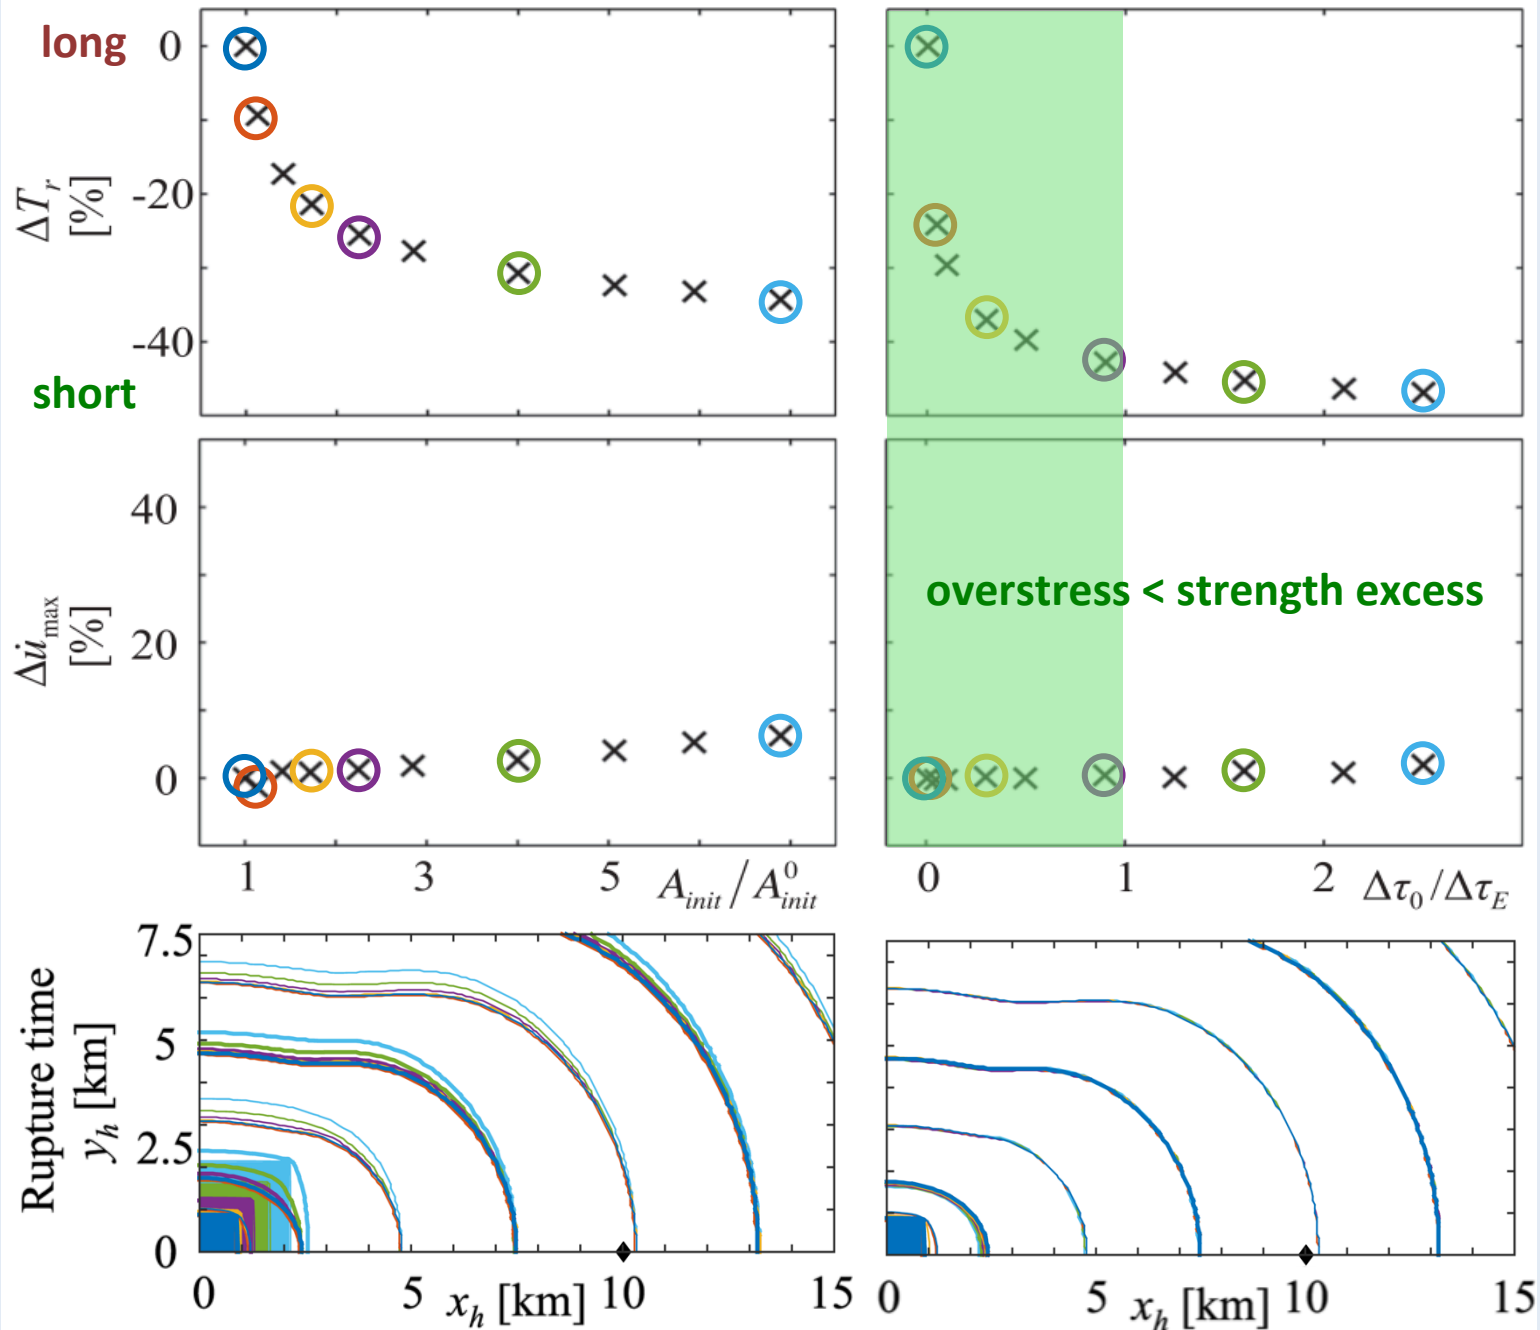 long
0
-20
-40
ΔT_r
[%]
short
40
20
0
Δu̇_max
[%]
overstress < strength excess
1
3
5
A_init / A⁰_init
0
1
2
Δτ₀/Δτ_E
7.5
5
2.5
0
Rupture time
y_h [km]
0
5
x_h [km]
10
15
0
5
x_h [km]
10
15